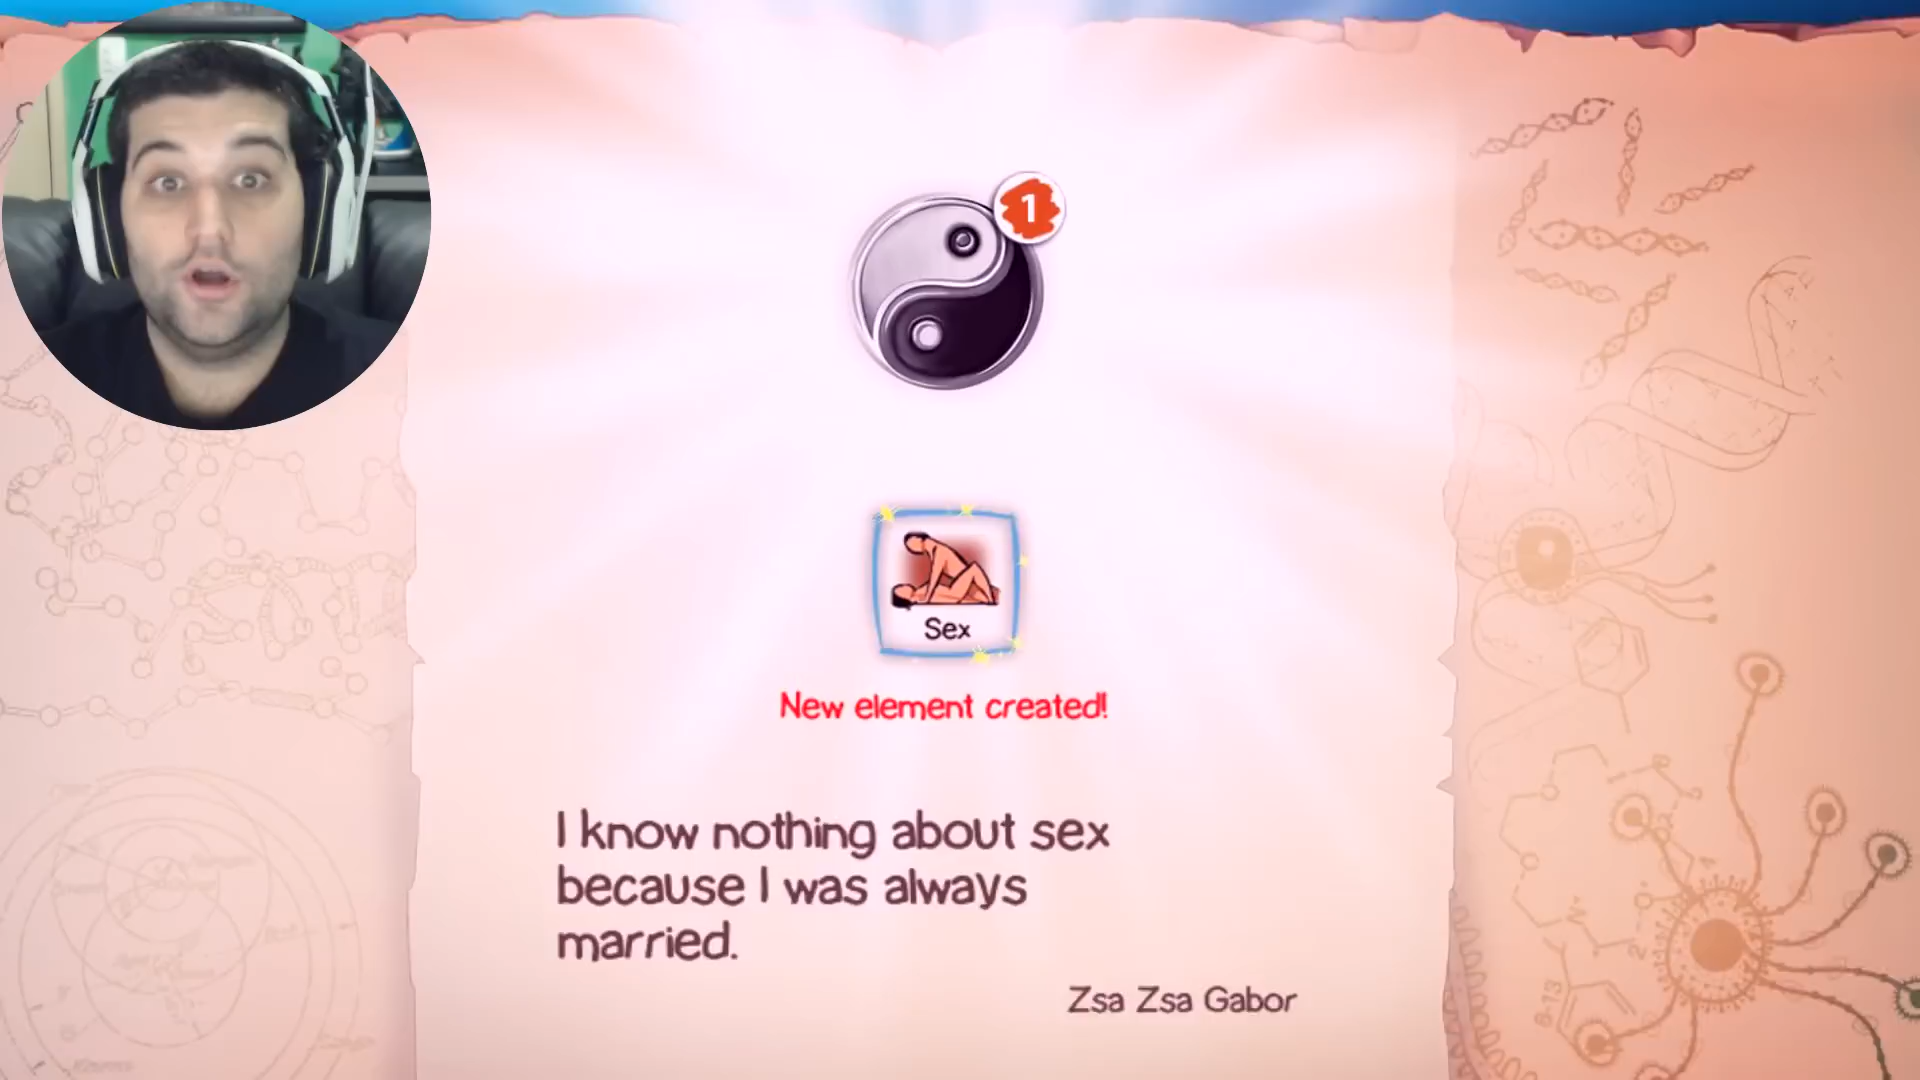 1
Sex
New element created!
I know nothing about sex
because I was always
married.
Zsa Zsa Gabor